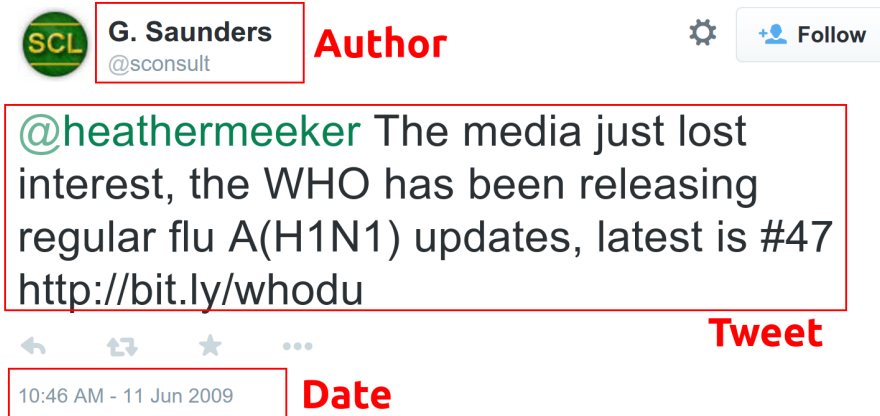 SCL
G. Saunders
@sconsult
Author
Follow
@heathermeeker The media just lost
interest, the WHO has been releasing
regular flu A(H1N1) updates, latest is #47
http://bit.ly/whodu
Tweet
10:46 AM - 11 Jun 2009
Date